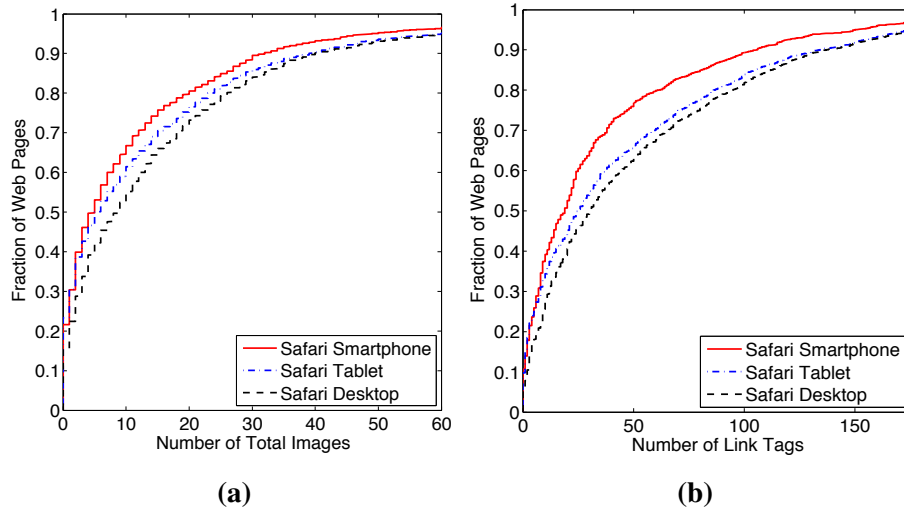 1
0.9
0.8
0.7
0.6
0.5
0.4
0.3
0.2
0.1
0
0 10 20 30 40 50 60
Fraction of Web Pages
Number of Total Images
Safari Smartphone
Safari Tablet
Safari Desktop
(a)
1
0.9
0.8
0.7
0.6
0.5
0.4
0.3
0.2
0.1
0
0 50 100 150
Fraction of Web Pages
Number of Link Tags
Safari Smartphone
Safari Tablet
Safari Desktop
(b)